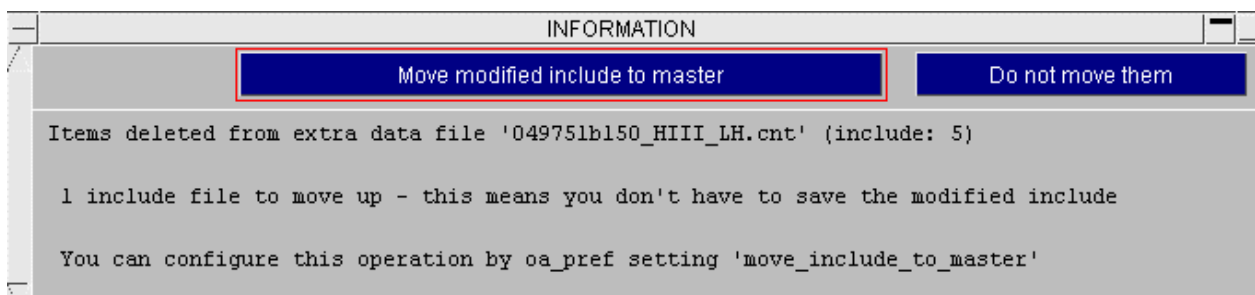 INFORMATION
Move modified include to master
Do not move them
Items deleted from extra data file '049751b150_HIII_LH.cnt' (include: 5)
1 include file to move up - this means you don't have to save the modified include
You can configure this operation by oa_pref setting 'move_include_to_master'